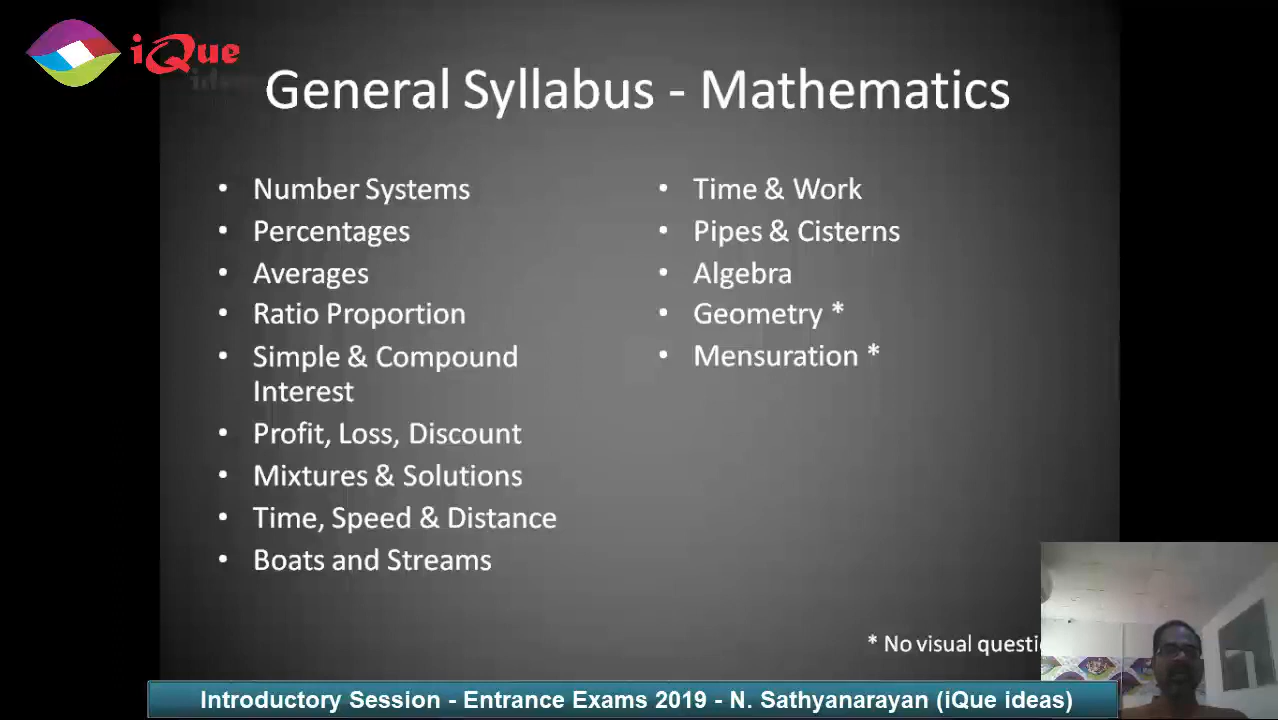 iQue
ideas
General Syllabus - Mathematics
• Number Systems
• Percentages
• Averages
• Ratio Proportion
• Simple & Compound
Interest
• Profit, Loss, Discount
• Mixtures & Solutions
• Time, Speed & Distance
• Boats and Streams
• Time & Work
• Pipes & Cisterns
• Algebra
• Geometry *
• Mensuration *
* No visual questi
Introductory Session - Entrance Exams 2019 - N. Sathyanarayan (iQue ideas)